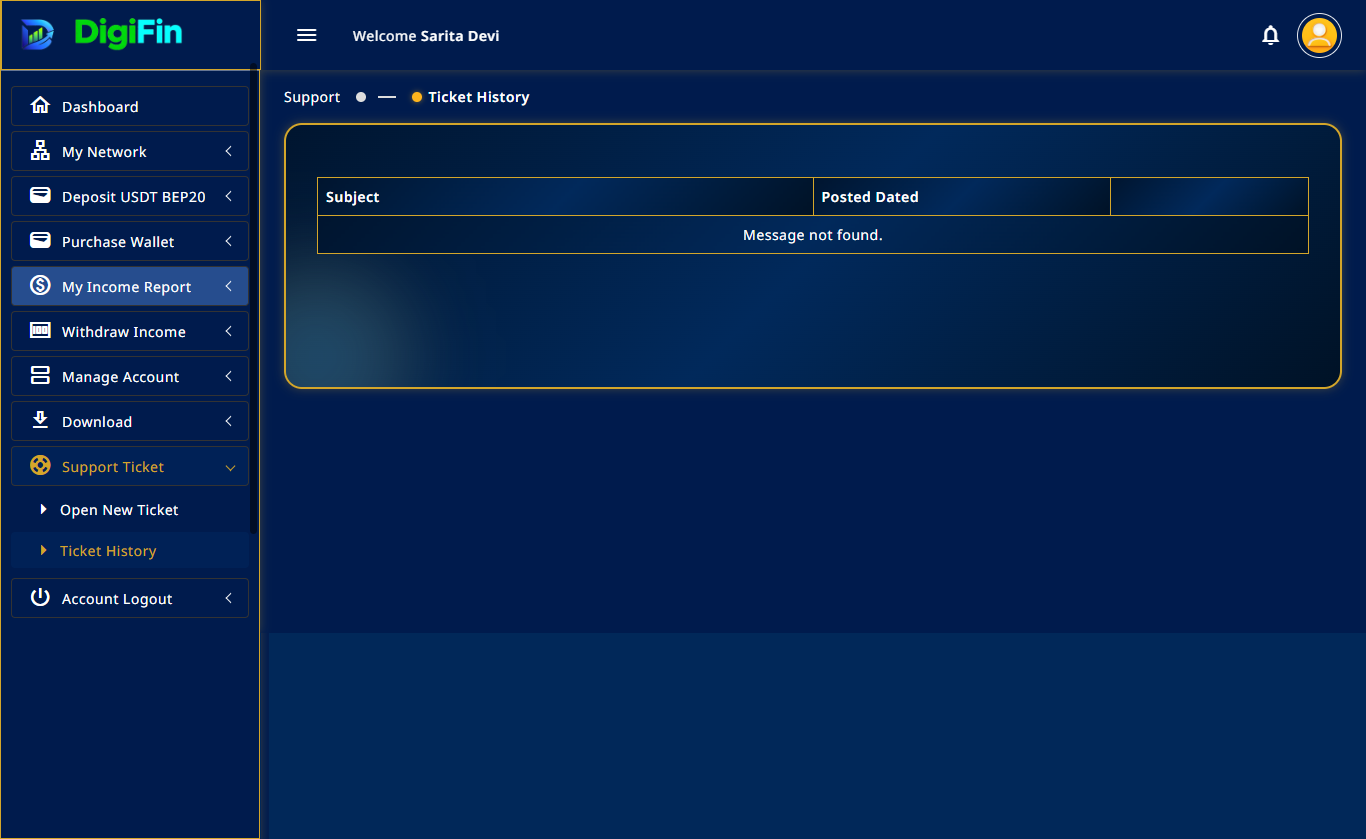 DigiFin
Welcome Sarita Devi
Support
Ticket History
Dashboard
My Network
Deposit USDT BEP20
Purchase Wallet
My Income Report
Withdraw Income
Manage Account
Download
Support Ticket
Open New Ticket
Ticket History
Account Logout
Subject Posted Dated
Message not found.